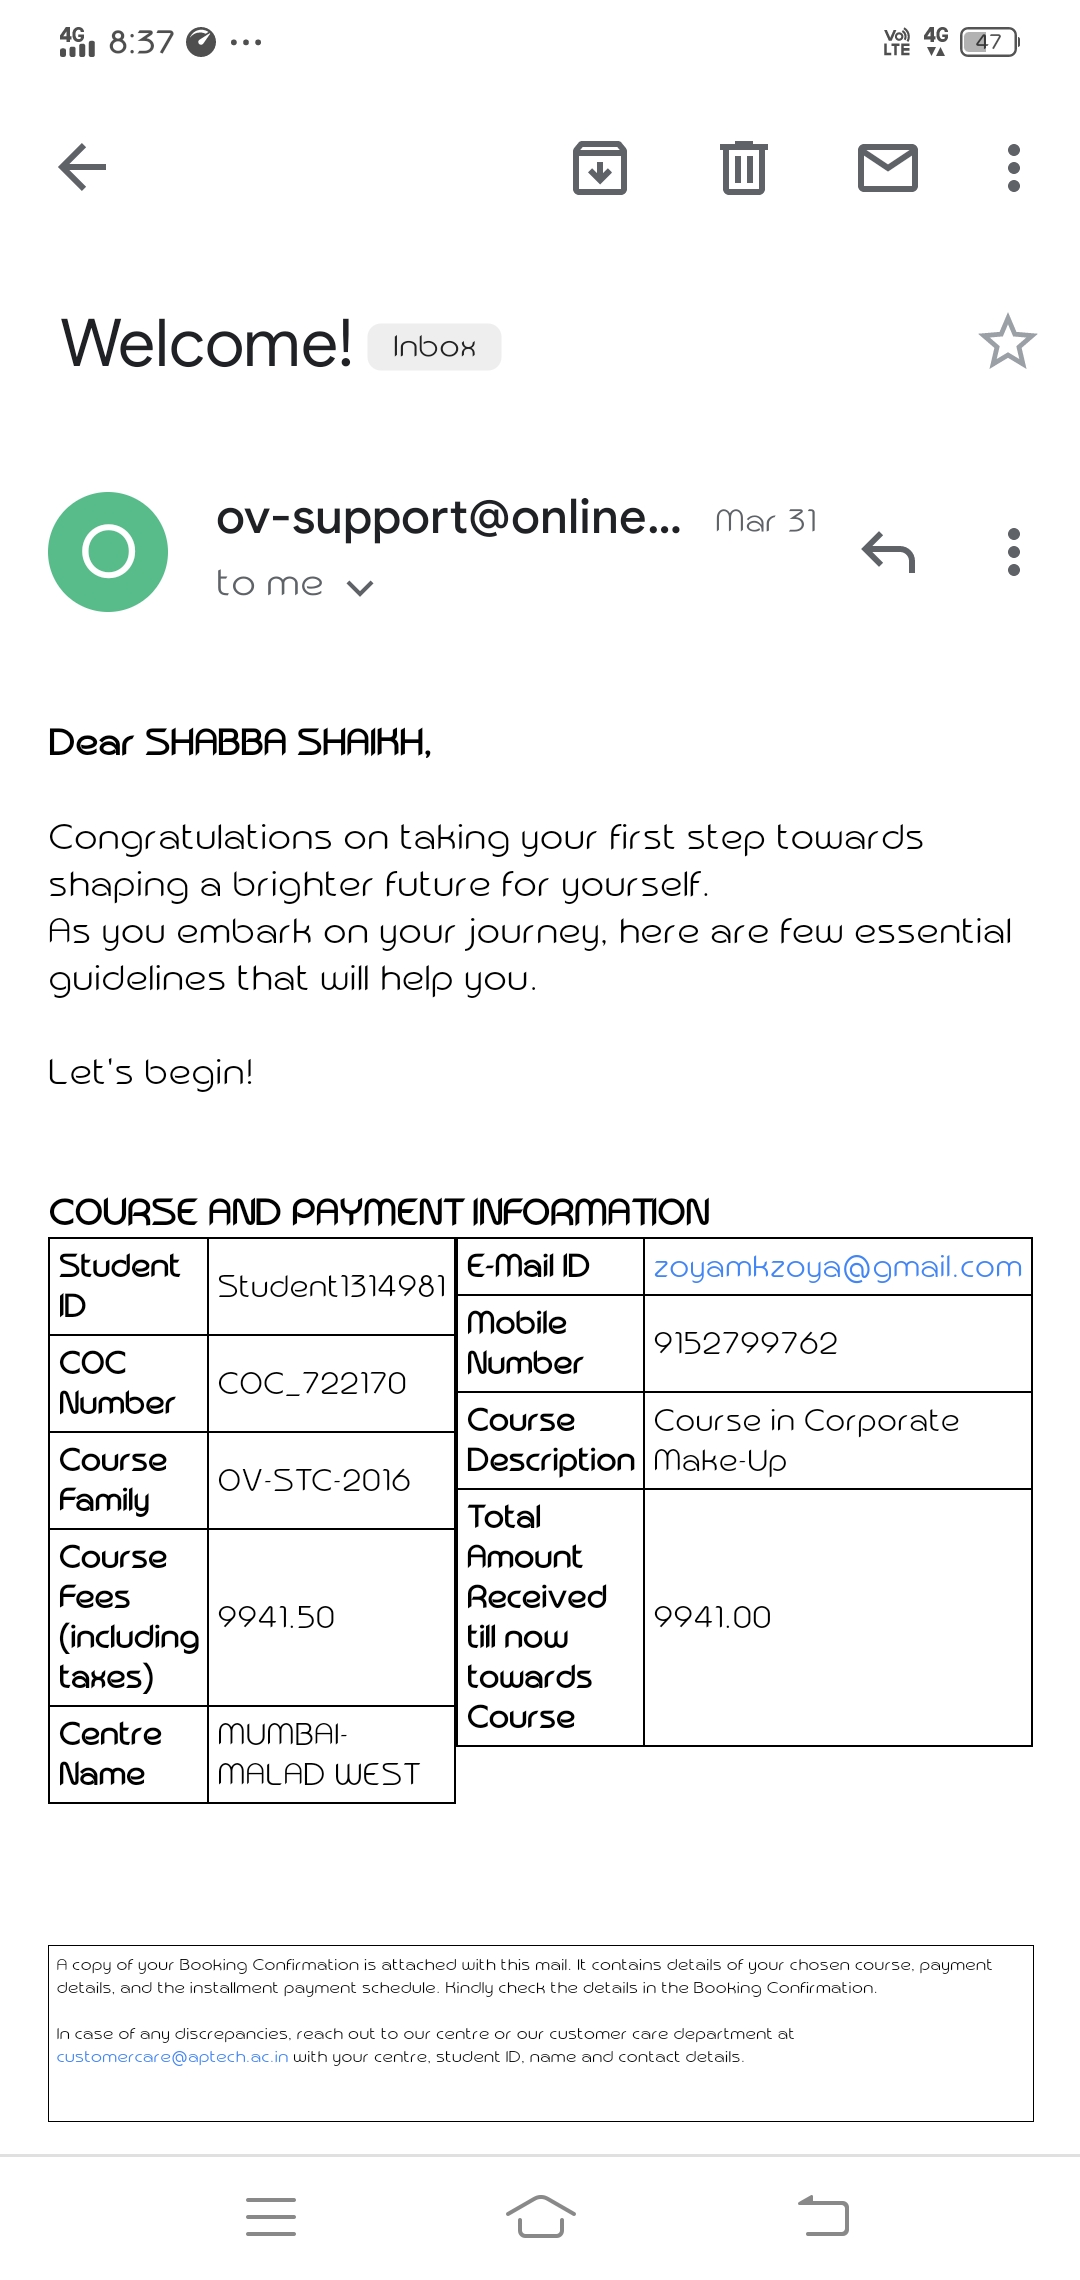 4G 8:37 ...
Vo) LTE 4G 47
Welcome! Inbox
O
ov-support@online... Mar 31
to me
Dear SHABBA SHAIKH,
Congratulations on taking your first step towards
shaping a brighter future for yourself.
As you embark on your journey, here are few essential
guidelines that will help you.
Let's begin!
COURSE AND PAYMENT INFORMATION
Student
ID
Student1314981
COC
Number
COC_722170
Course
Family
OV-STC-2016
Course
Fees
(including
taxes)
9941.50
Centre
Name
MUMBAI-
MALAD WEST
E-Mail ID
zoyamkzoya@gmail.com
Mobile
Number
9152799762
Course
Description
Course in Corporate
Make-Up
Total
Amount
Received
till now
towards
Course
9941.00
A copy of your Booking Confirmation is attached with this mail. It contains details of your chosen course, payment
details, and the installment payment schedule. Kindly check the details in the Booking Confirmation.
In case of any discrepancies, reach out to our centre or our customer care department at
customercare@aptech.ac.in with your centre, student ID, name and contact details.